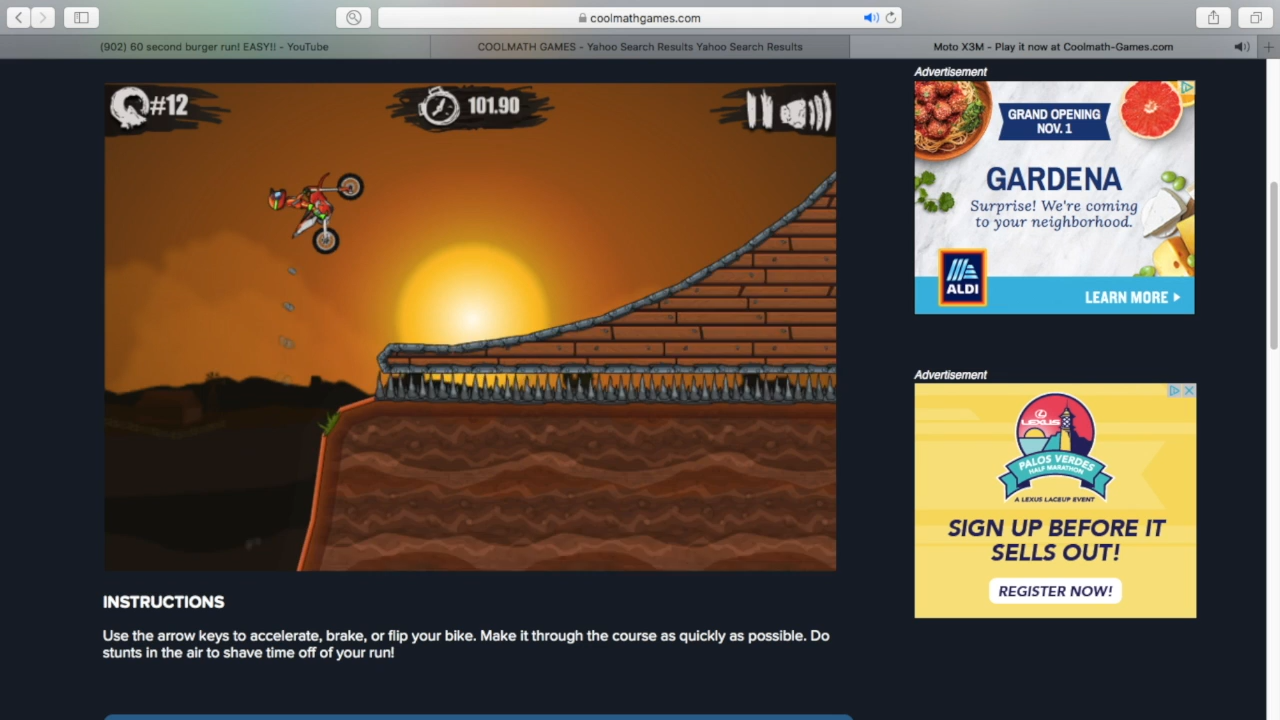 coolmathgames.com
(902) 60 second burger run! EASY!! - YouTube
COOLMATH GAMES - Yahoo Search Results Yahoo Search Results
Moto X3M - Play it now at Coolmath-Games.com
#12
101.90
Advertisement
GRAND OPENING
NOV. 1
GARDENA
Surprise! We're coming
to your neighborhood.
ALDI
LEARN MORE
Advertisement
LEXUS
PALOS VERDES
HALF MARATHON
A LEXUS LACEUP EVENT
SIGN UP BEFORE IT
SELLS OUT!
REGISTER NOW!
INSTRUCTIONS
Use the arrow keys to accelerate, brake, or flip your bike. Make it through the course as quickly as possible. Do
stunts in the air to shave time off of your run!